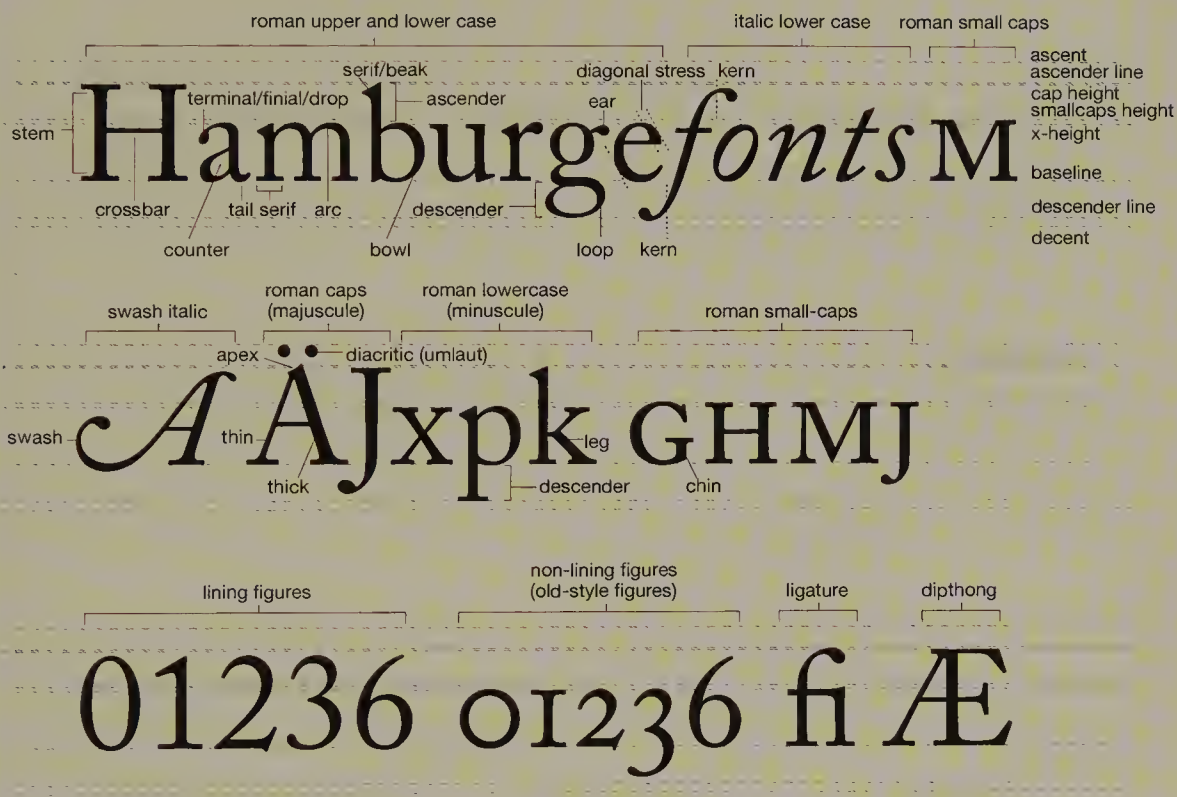 roman upper and lower case
italic lower case
roman small caps
ascent
serif/beak
diagonal stress
kern
ascender line
terminal/finial/drop
ascender
ear
cap height
smallcaps height
stem
Hamburgefonts M
x-height
baseline
crossbar
tail serif
arc
descender
descender line
counter
bowl
loop
kern
decent
swash italic
roman caps
(majuscule)
roman lowercase
(minuscule)
roman small-caps
apex
diacritic (umlaut)
swash
A
thin
ÄJxpk
leg
GHMJ
thick
descender
chin
lining figures
non-lining figures
(old-style figures)
ligature
dipthong
01236
01236
fi
Æ